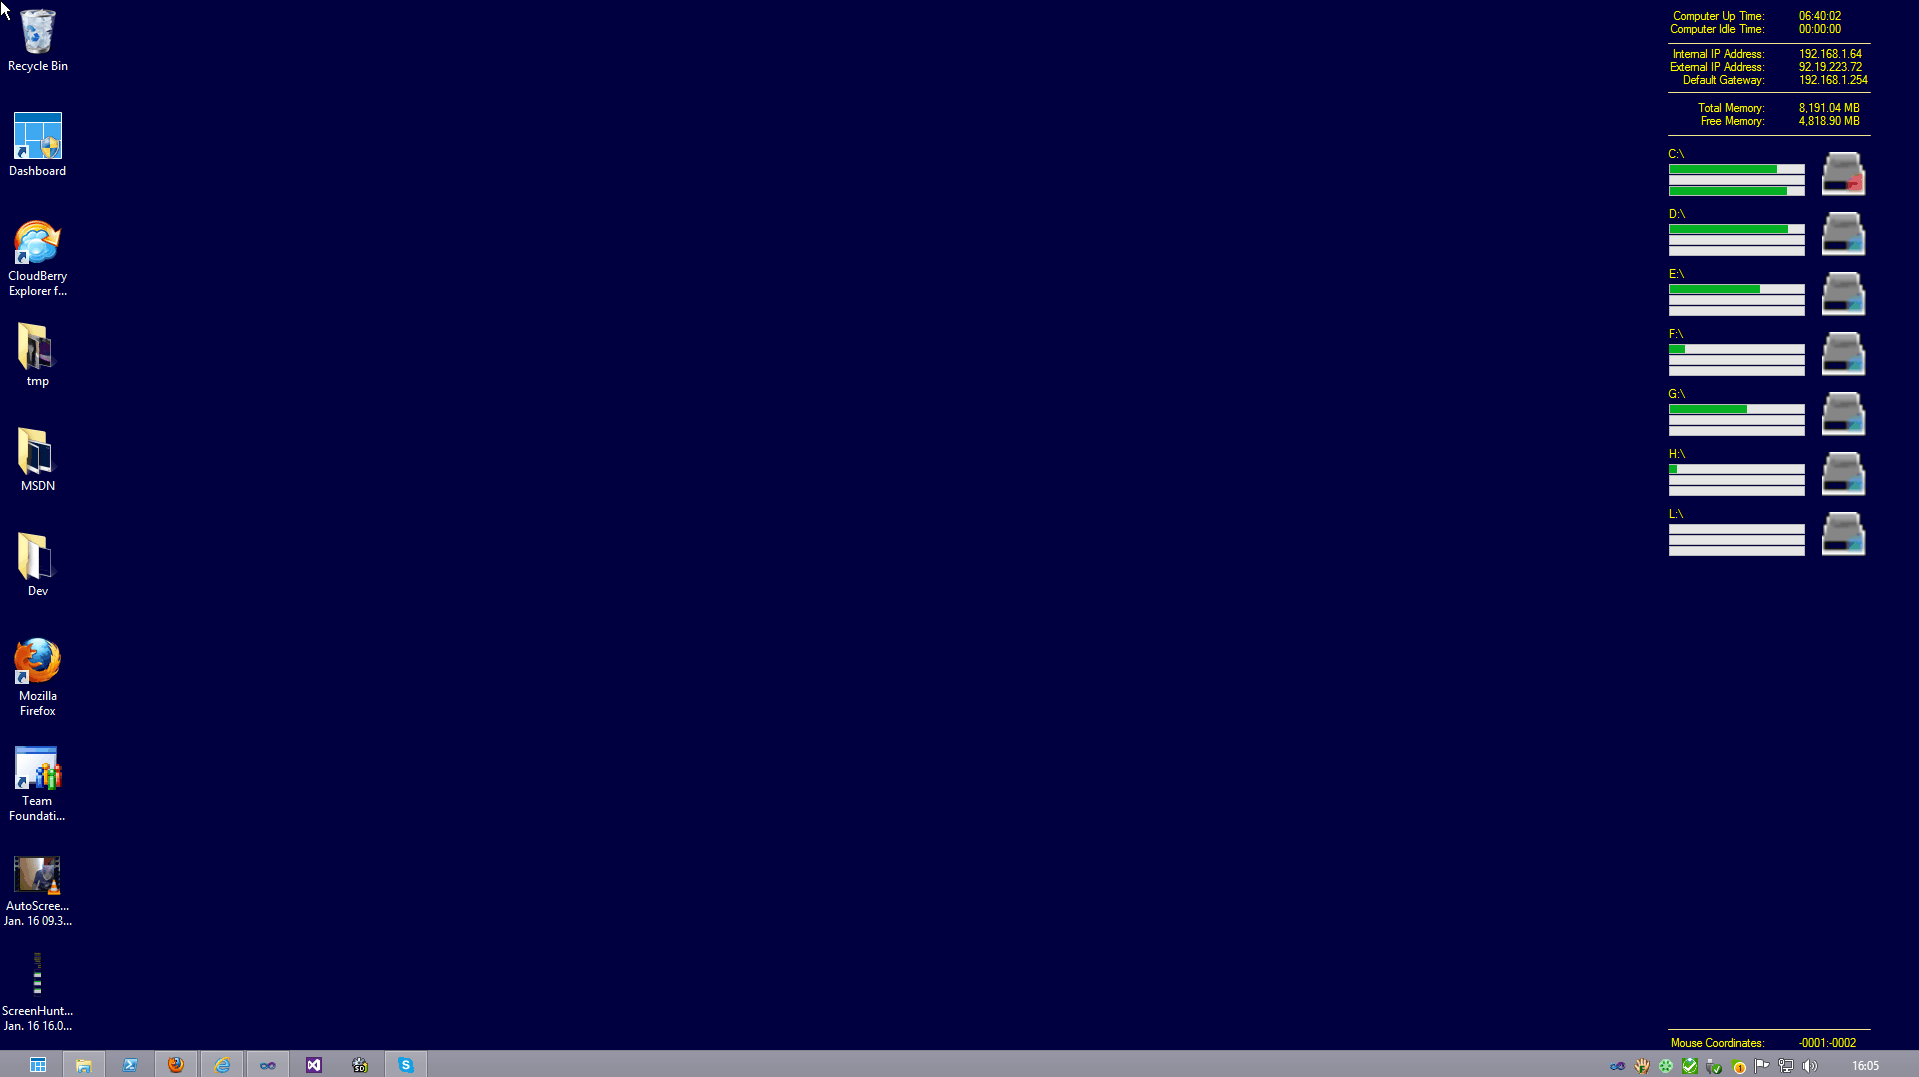 Recycle Bin
Dashboard
CloudBerry
Explorer f...
tmp
MSDN
Dev
Mozilla
Firefox
Team
Foundati...
AutoScree...
Jan. 16 09.3...
ScreenHunt...
Jan. 16 16.0...
Computer Up Time: 06:40:02
Computer Idle Time: 00:00:00
Internal IP Address: 192.168.1.64
External IP Address: 92.19.223.72
Default Gateway: 192.168.1.254
Total Memory: 8,191.04 MB
Free Memory: 4,818.90 MB
C:\
D:\
E:\
F:\
G:\
H:\
L:\
Mouse Coordinates: -0001:-0002
16:05